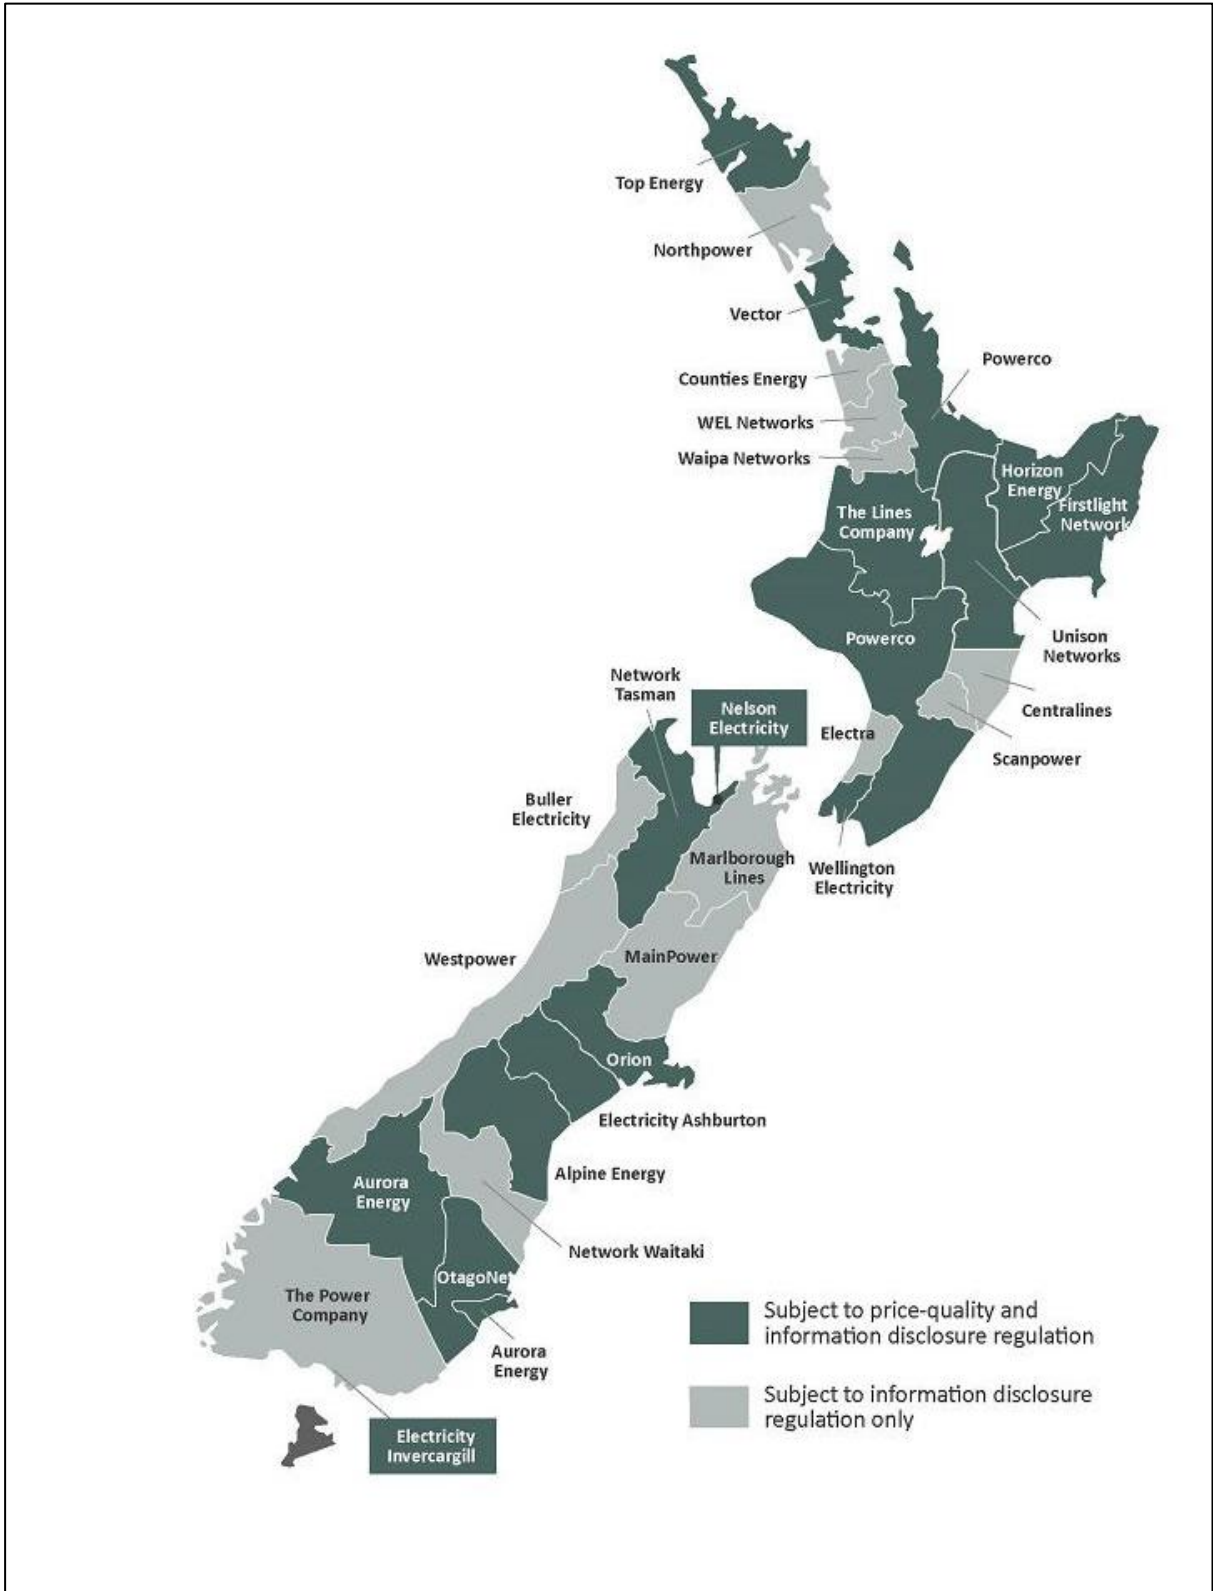 Top Energy
Northpower
Vector
Powerco
Counties Energy
WEL Networks
Waipa Networks
Horizon
Energy
Firstlight
Network
The Lines
Company
Powerco
Unison
Networks
Network
Tasman
Nelson
Electricity
Electra
Centralines
Scanpower
Buller
Electricity
Marlborough
Lines
Wellington
Electricity
Westpower
MainPower
Orion
Electricity Ashburton
Alpine Energy
Aurora
Energy
Network Waitaki
OtagoNet
The Power
Company
Aurora
Energy
Electricity
Invercargill
Subject to price-quality and
information disclosure regulation
Subject to information disclosure
regulation only